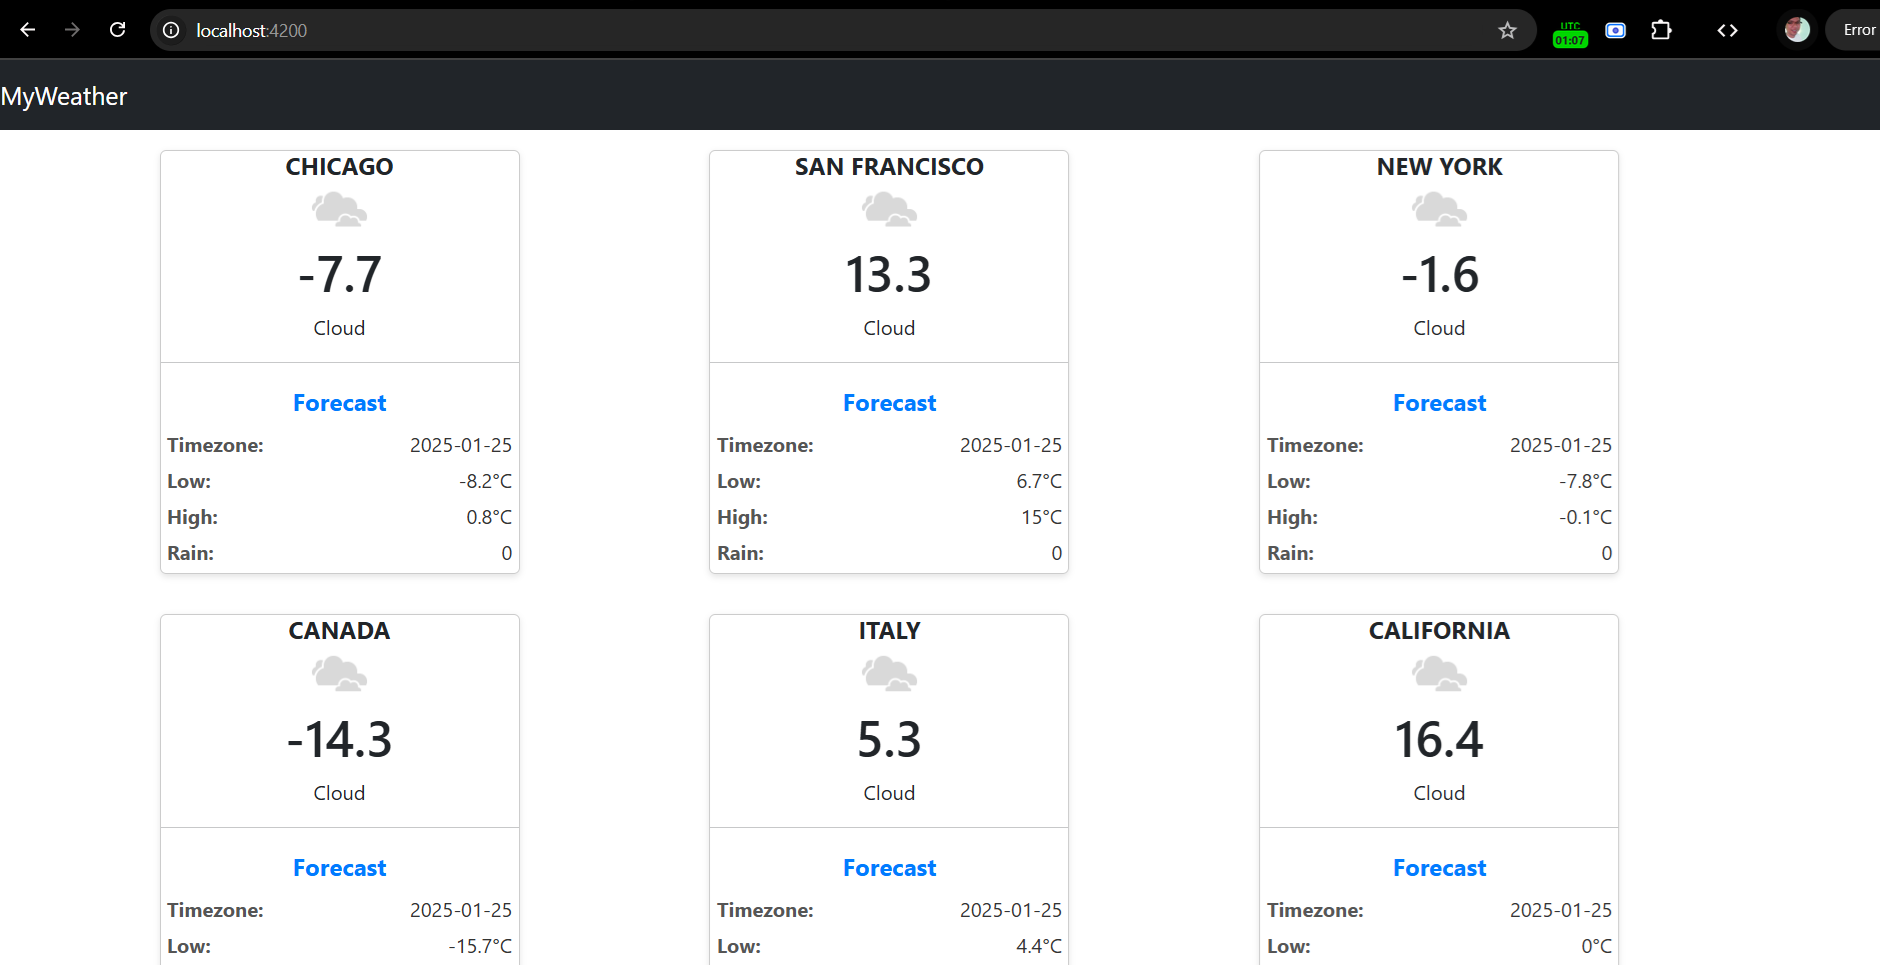 localhost:4200
UTC
01:07
Error
MyWeather
CHICAGO
-7.7
Cloud
Forecast
Timezone: 2025-01-25
Low: -8.2°C
High: 0.8°C
Rain: 0
SAN FRANCISCO
13.3
Cloud
Forecast
Timezone: 2025-01-25
Low: 6.7°C
High: 15°C
Rain: 0
NEW YORK
-1.6
Cloud
Forecast
Timezone: 2025-01-25
Low: -7.8°C
High: -0.1°C
Rain: 0
CANADA
-14.3
Cloud
Forecast
Timezone: 2025-01-25
Low: -15.7°C
ITALY
5.3
Cloud
Forecast
Timezone: 2025-01-25
Low: 4.4°C
CALIFORNIA
16.4
Cloud
Forecast
Timezone: 2025-01-25
Low: 0°C